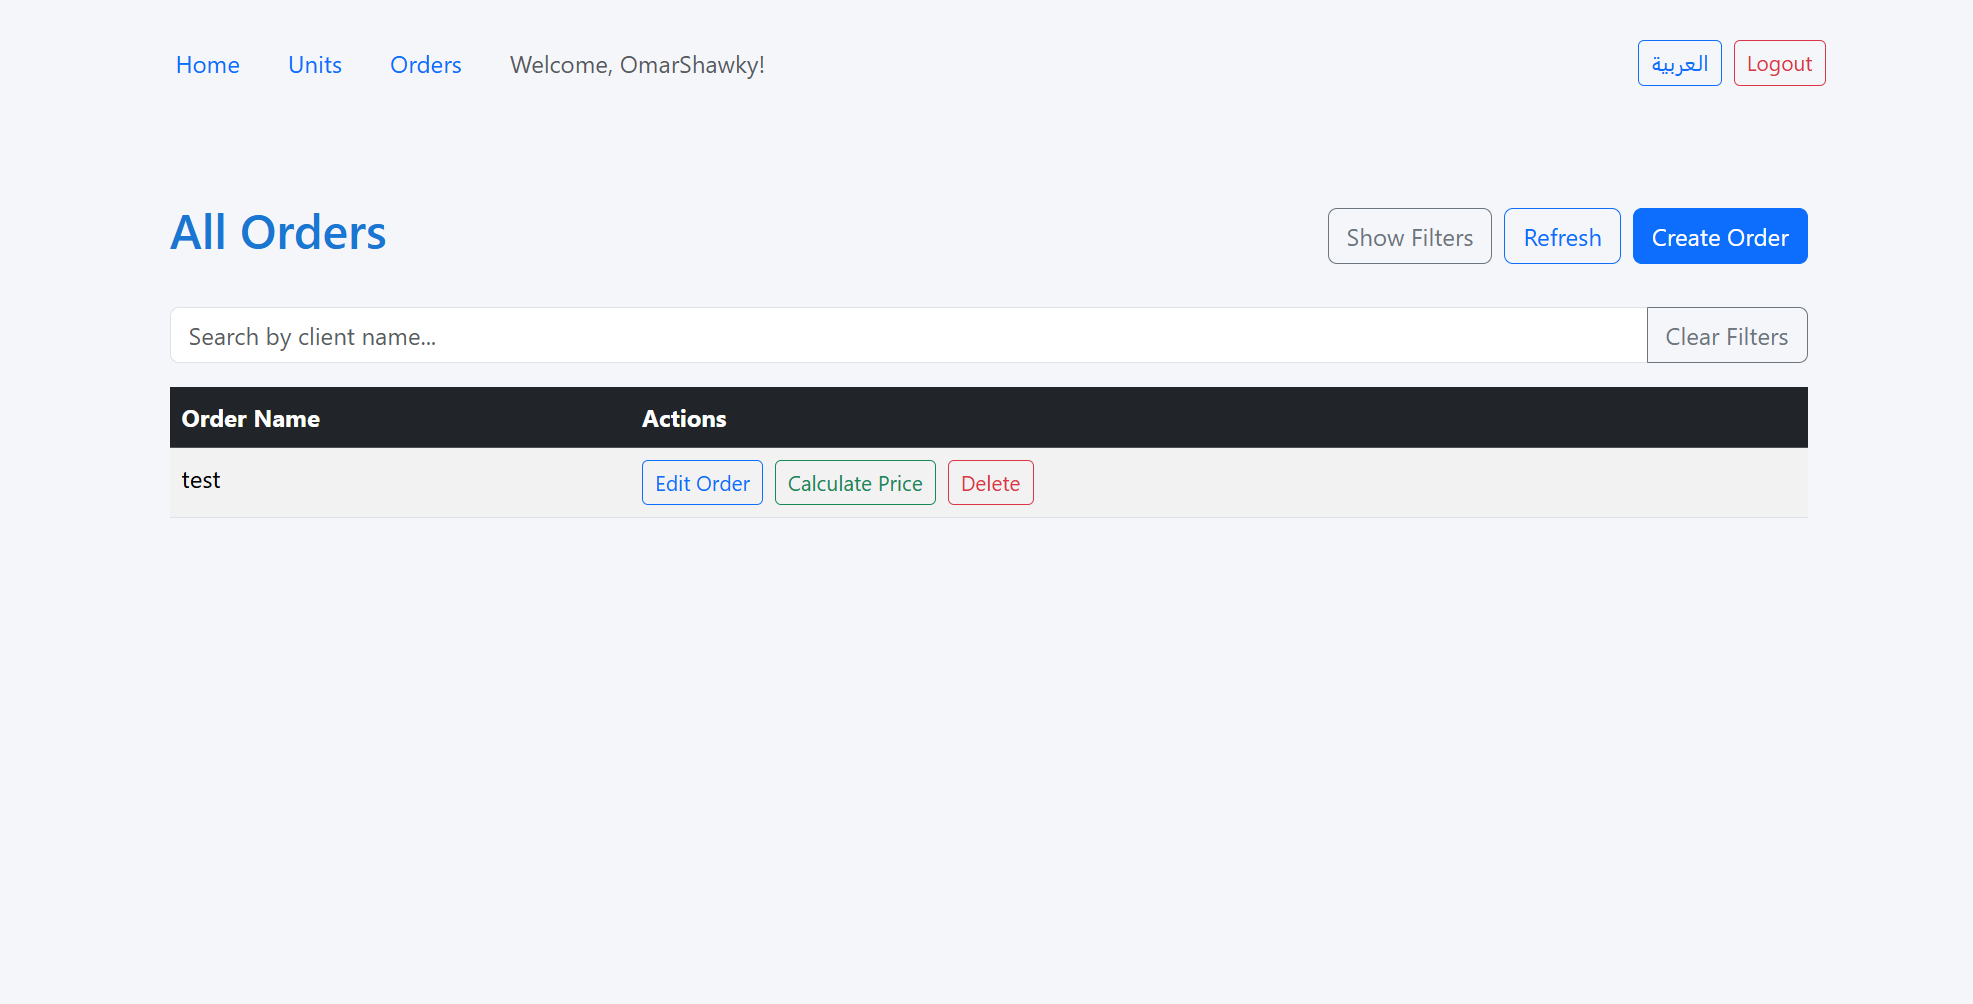 Home Units Orders Welcome, OmarShawky! العربية Logout
All Orders Show Filters Refresh Create Order
Search by client name... Clear Filters
Order Name Actions
test Edit Order Calculate Price Delete